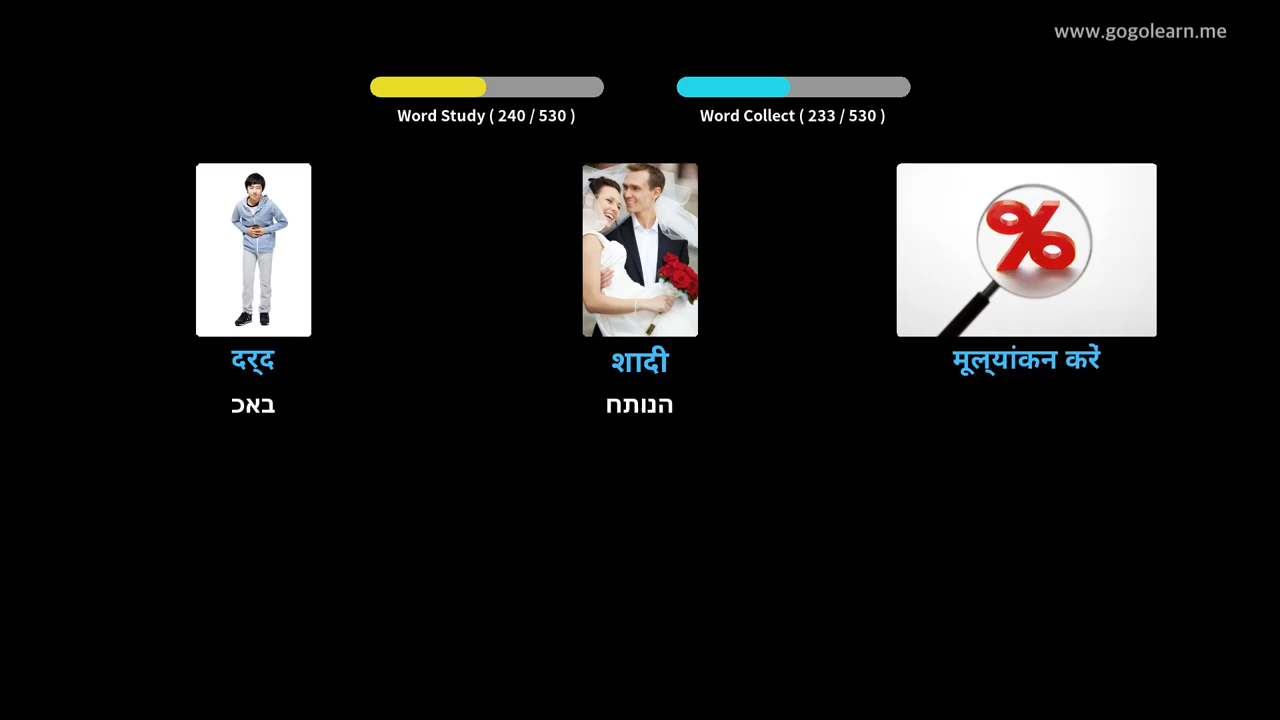 www.gogolearn.me
Word Study ( 240 / 530 )
Word Collect ( 233 / 530 )
दर्द
शादी
मूल्यांकन करें
באכ
הנותח